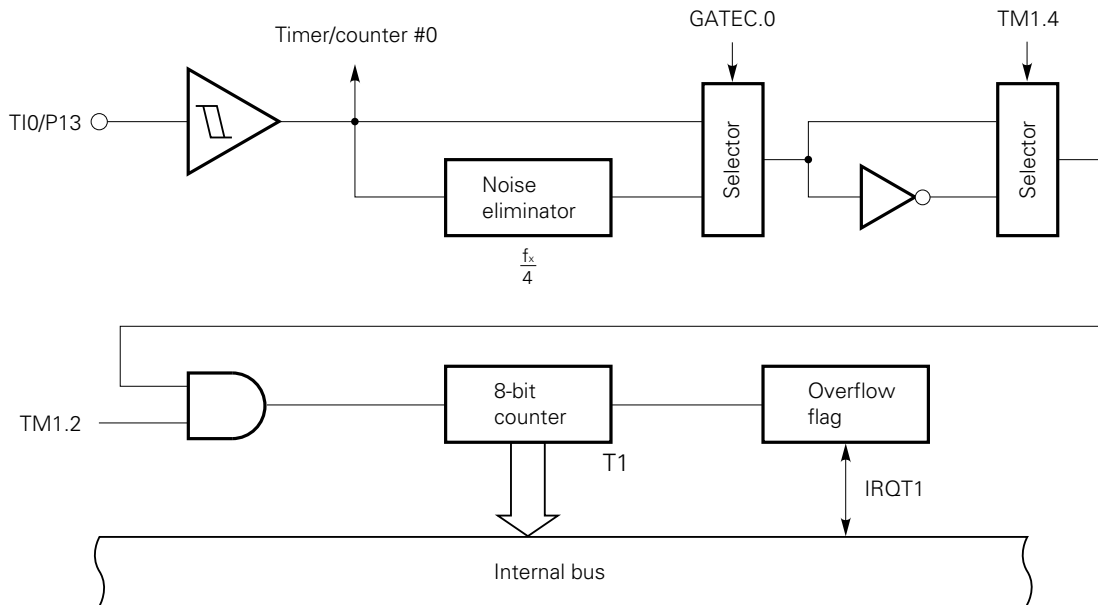 GATEC.0
TM1.4
Timer/counter #0
TI0/P13
Selector
Selector
Noise
eliminator
fx
4
TM1.2
8-bit
counter
Overflow
flag
T1
IRQT1
Internal bus